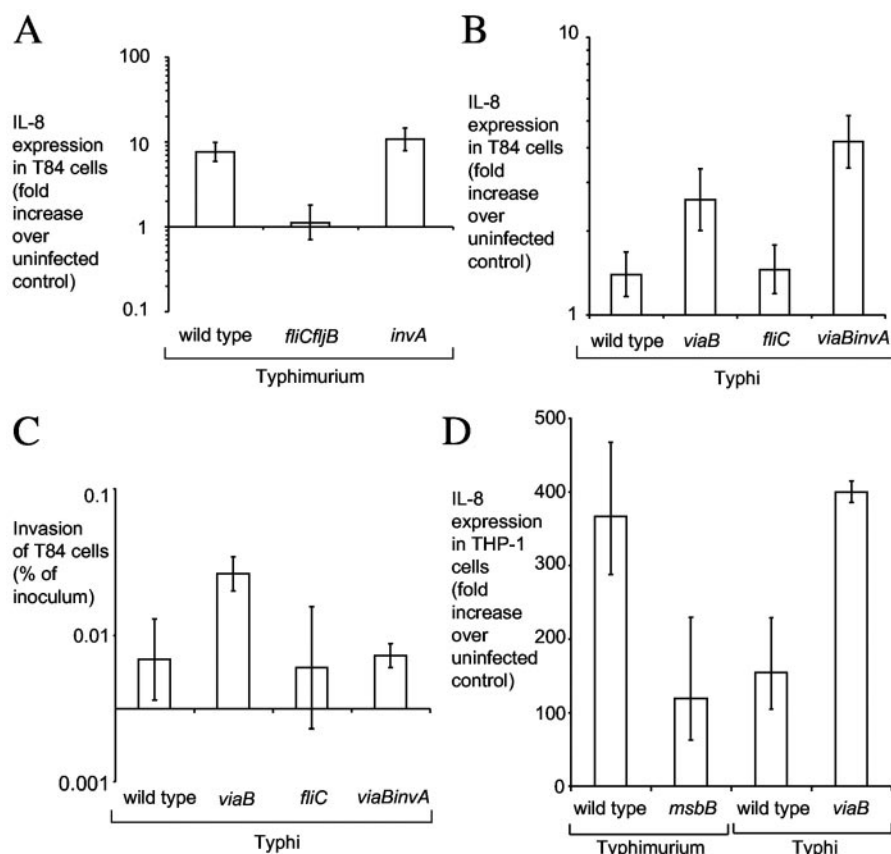 A
IL-8
expression
in T84 cells
(fold
increase
over
uninfected
control)
100
10
1
0.1
wild type fliCfljB invA
Typhimurium
B
IL-8
expression
in T84 cells
(fold
increase
over
uninfected
control)
10
1
wild type viaB fliC viaBinvA
Typhi
C
Invasion
of T84 cells
(% of
inoculum)
0.1
0.01
0.001
wild type viaB fliC viaBinvA
Typhi
D
IL-8
expression
in THP-1
cells
(fold
increase
over
uninfected
control)
500
400
300
200
100
0
wild type msbB wild type viaB
Typhimurium Typhi